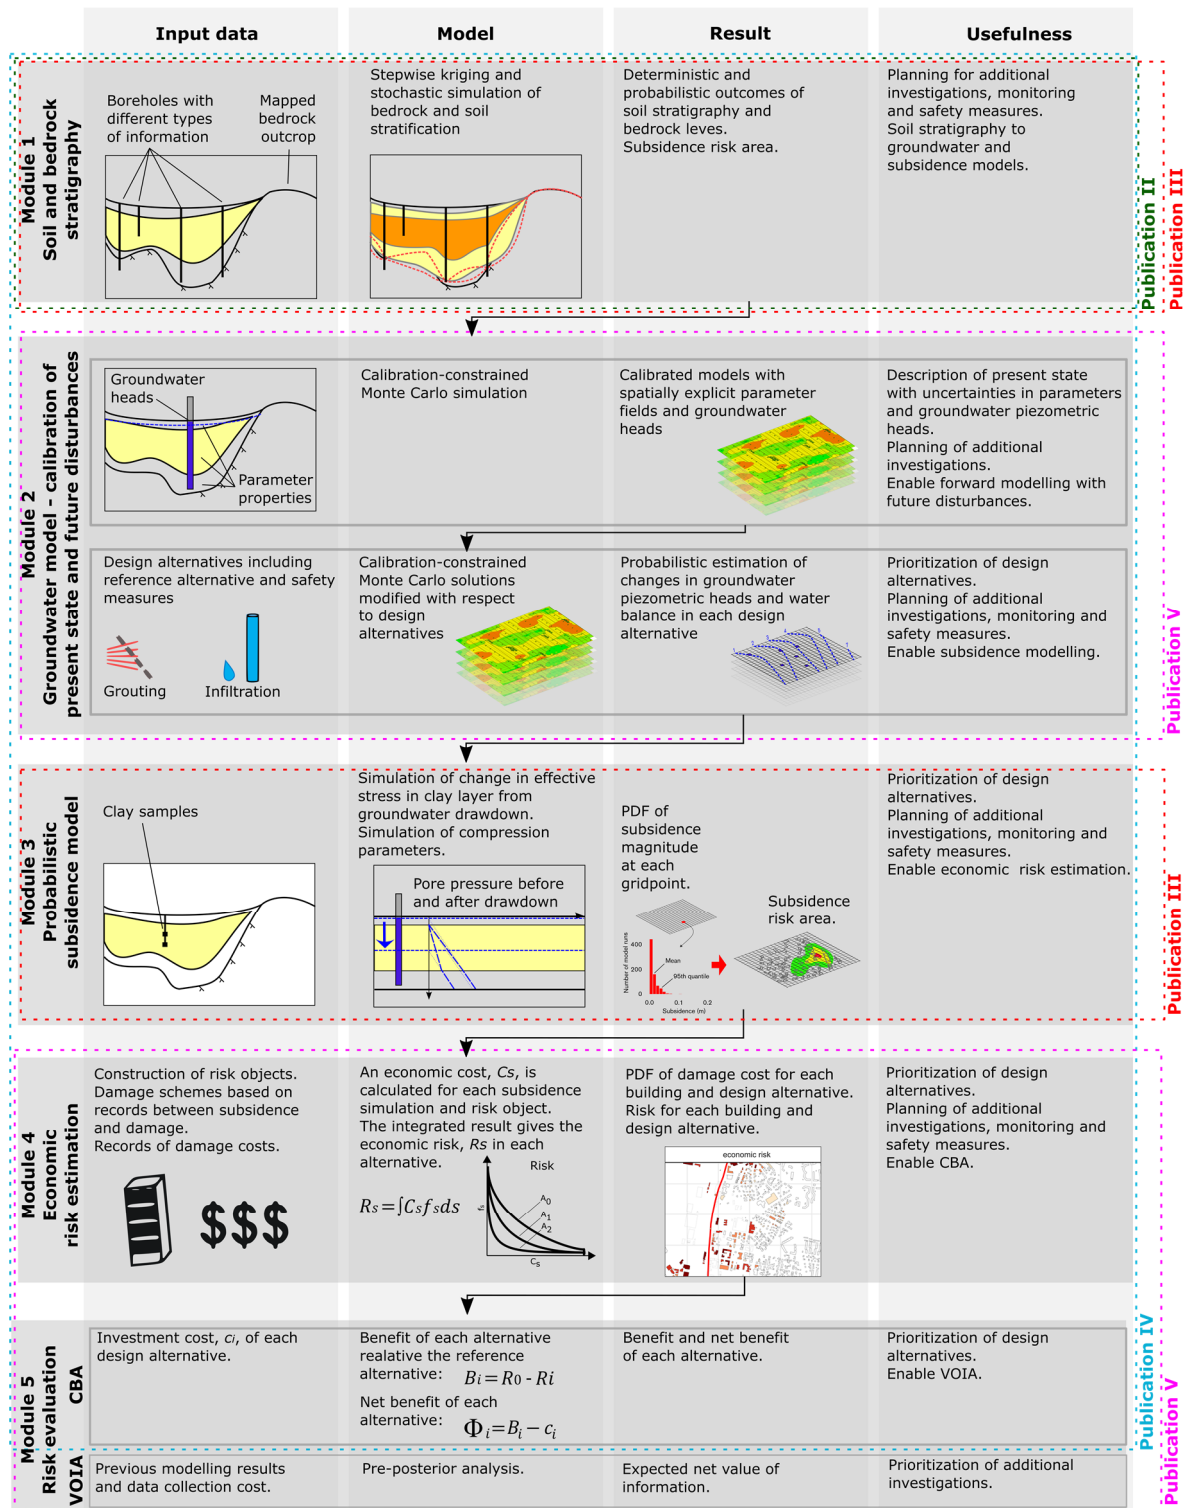 Input data
Model
Result
Usefulness
Module 1
Soil and bedrock
stratigraphy
Boreholes with
different types
of information
Mapped
bedrock
outcrop
Stepwise kriging and
stochastic simulation of
bedrock and soil
stratification
Deterministic and
probabilistic outcomes of
soil stratigraphy and
bedrock leves.
Subsidence risk area.
Planning for additional
investigations, monitoring
and safety measures.
Soil stratigraphy to
groundwater and
subsidence models.
Publication II
Publication III
Module 2
Groundwater model - calibration of
present state and future disturbances
Groundwater
heads
Parameter
properties
Calibration-constrained
Monte Carlo simulation
Calibrated models with
spatially explicit parameter
fields and groundwater
heads
Description of present state
with uncertainties in parameters
and groundwater piezometric
heads.
Planning of additional
investigations.
Enable forward modelling with
future disturbances.
Design alternatives including
reference alternative and safety
measures
Grouting
Infiltration
Calibration-constrained
Monte Carlo solutions
modified with respect
to design
alternatives
Probabilistic estimation of
changes in groundwater
piezometric heads and water
balance in each design
alternative
Prioritization of design
alternatives.
Planning of additional
investigations, monitoring and
safety measures.
Enable subsidence modelling.
Publication V
Module 3
Probabilistic
subsidence model
Clay samples
Simulation of change in effective
stress in clay layer from
groundwater drawdown.
Simulation of compression
parameters.
Pore pressure before
and after drawdown
PDF of
subsidence
magnitude
at each
gridpoint.
Number of model runs
400
200
0
Mean
95th quantile
0.0 0.1 0.2
Subsidence (m)
Subsidence
risk area.
Prioritization of design
alternatives.
Planning of additional
investigations, monitoring and
safety measures.
Enable economic risk estimation.
Publication III
Module 4
Economic
risk estimation
Construction of risk objects.
Damage schemes based on
records between subsidence
and damage.
Records of damage costs.
$$$
An economic cost, Cs, is
calculated for each subsidence
simulation and risk object.
The integrated result gives the
economic risk, Rs in each
alternative.
Rs=∫Csfsds
Risk
A0
A1
A2
fs
Cs
PDF of damage cost for each
building and design alternative.
Risk for each building and
design alternative.
economic risk
Prioritization of design
alternatives.
Planning of additional
investigations, monitoring and
safety measures.
Enable CBA.
Module 5
Risk evaluation
CBA
Investment cost, ci, of each
design alternative.
Benefit of each alternative
realative the reference
alternative: Bi=R0 - Ri
Net benefit of each
alternative: Φi=Bi − ci
Benefit and net benefit
of each alternative.
Prioritization of design
alternatives.
Enable VOIA.
Publication IV
Publication V
VOIA
Previous modelling results
and data collection cost.
Pre-posterior analysis.
Expected net value of
information.
Prioritization of additional
investigations.